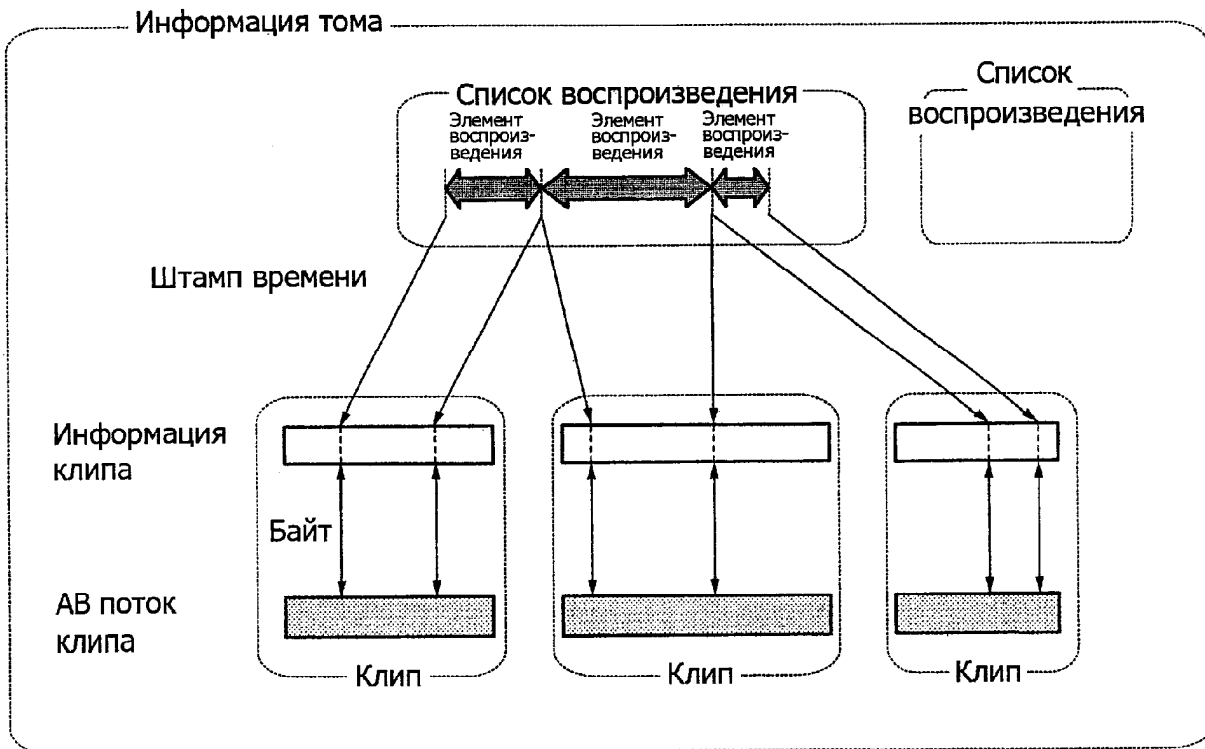 Информация тома
Список воспроизведения
Элемент
воспроиз-
ведения
Элемент
воспроиз-
ведения
Элемент
воспроиз-
ведения
Список
воспроизведения
Штамп времени
Информация
клипа
Байт
АВ поток
клипа
Клип
Клип
Клип